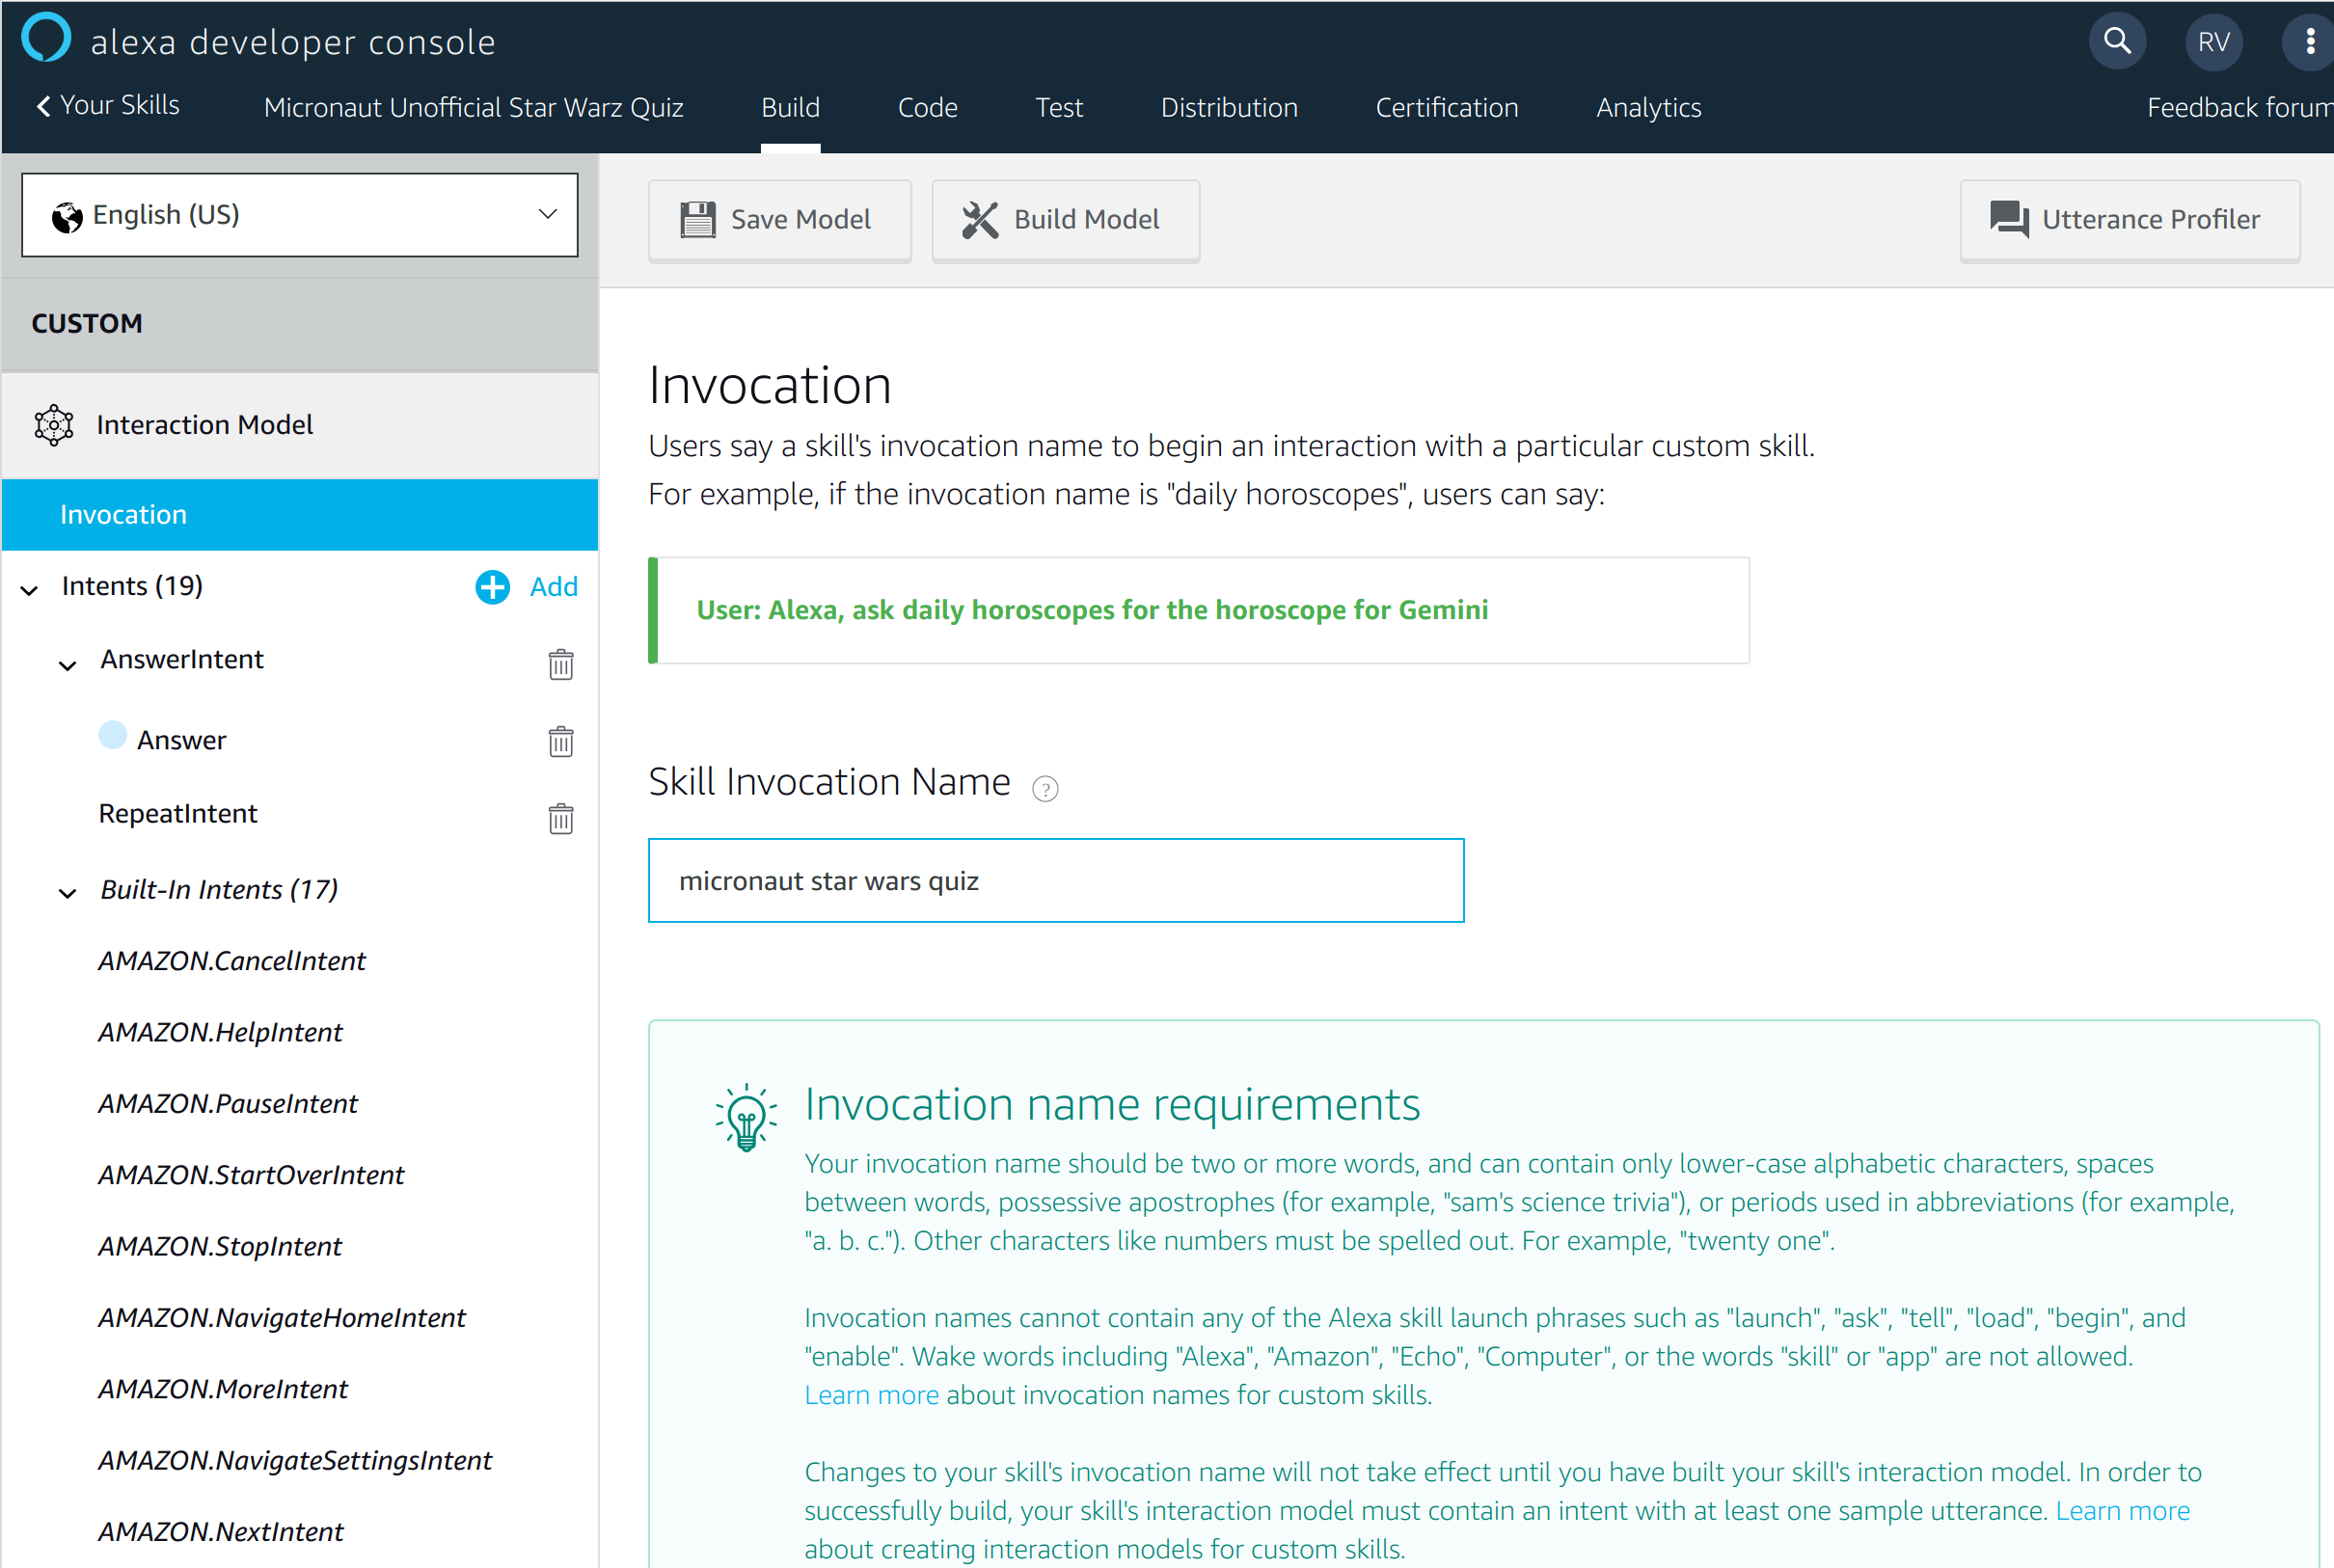 alexa developer console
RV
Your Skills
Micronaut Unofficial Star Warz Quiz
Build
Code
Test
Distribution
Certification
Analytics
Feedback forum
English (US)
Save Model
Build Model
Utterance Profiler
CUSTOM
Interaction Model
Invocation
Intents (19)
Add
AnswerIntent
Answer
RepeatIntent
Built-In Intents (17)
AMAZON.CancelIntent
AMAZON.HelpIntent
AMAZON.PauseIntent
AMAZON.StartOverIntent
AMAZON.StopIntent
AMAZON.NavigateHomeIntent
AMAZON.MoreIntent
AMAZON.NavigateSettingsIntent
AMAZON.NextIntent
Invocation
Users say a skill's invocation name to begin an interaction with a particular custom skill.
For example, if the invocation name is "daily horoscopes", users can say:
User: Alexa, ask daily horoscopes for the horoscope for Gemini
Skill Invocation Name ?
micronaut star wars quiz
Invocation name requirements
Your invocation name should be two or more words, and can contain only lower-case alphabetic characters, spaces
between words, possessive apostrophes (for example, "sam's science trivia"), or periods used in abbreviations (for example,
"a. b. c."). Other characters like numbers must be spelled out. For example, "twenty one".
Invocation names cannot contain any of the Alexa skill launch phrases such as "launch", "ask", "tell", "load", "begin", and
"enable". Wake words including "Alexa", "Amazon", "Echo", "Computer", or the words "skill" or "app" are not allowed.
Learn more about invocation names for custom skills.
Changes to your skill's invocation name will not take effect until you have built your skill's interaction model. In order to
successfully build, your skill's interaction model must contain an intent with at least one sample utterance. Learn more
about creating interaction models for custom skills.